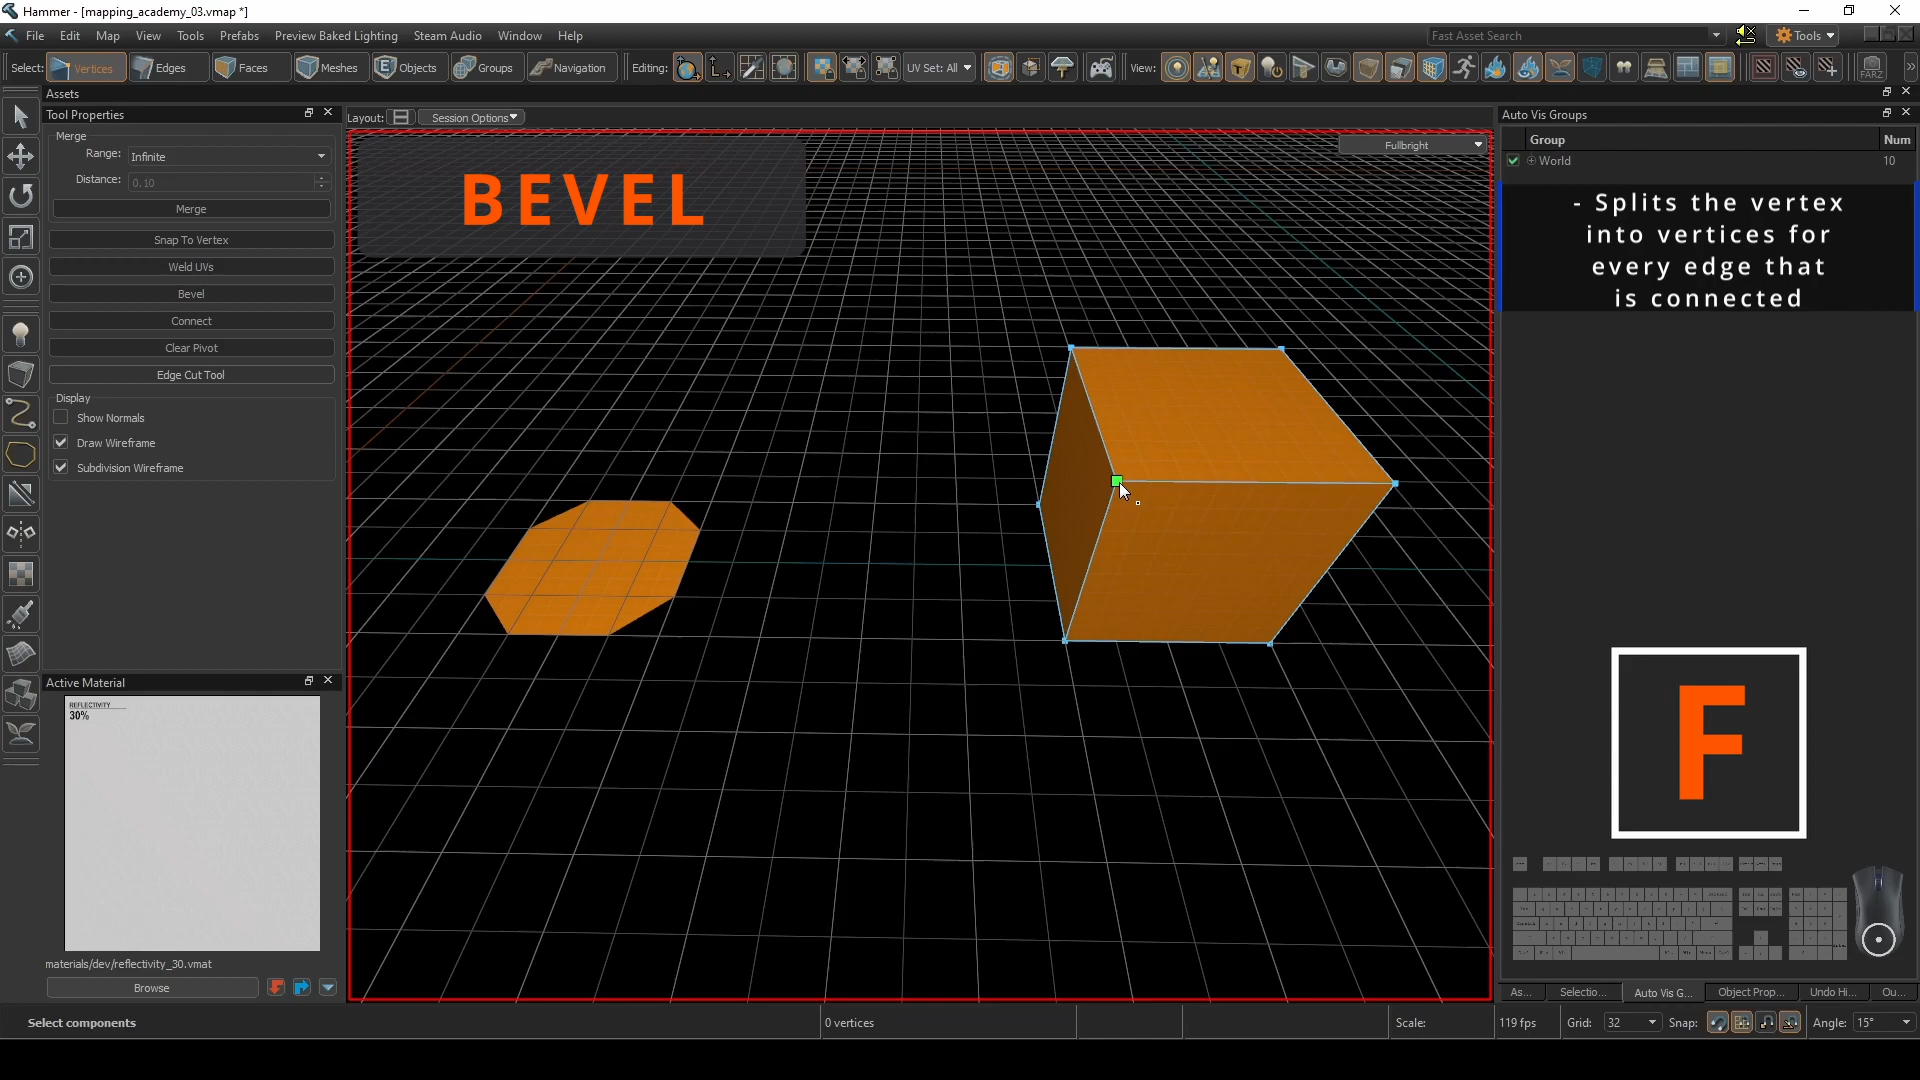 Hammer - [mapping_academy_03.vmap *]
File Edit Map View Tools Prefabs Preview Baked Lighting Steam Audio Window Help
Fast Asset Search
Tools
Select: Vertices Edges Faces Meshes Objects Groups Navigation Editing: UV Set: All View: FARZ
Assets
Tool Properties
Merge
Range: Infinite
Distance: 0.10
Merge
Snap To Vertex
Weld UVs
Bevel
Connect
Clear Pivot
Edge Cut Tool
Display
Show Normals
Draw Wireframe
Subdivision Wireframe
Active Material
REFLECTIVITY
30%
materials/dev/reflectivity_30.vmat
Browse
Layout: Session Options
Fullbright
BEVEL
Auto Vis Groups
Group Num
World 10
- Splits the vertex
into vertices for
every edge that
is connected
F
As... Selectio... Auto Vis G... Object Prop... Undo Hi... Ou...
Select components
0 vertices
Scale:
119 fps
Grid: 32 Snap: Angle: 15°